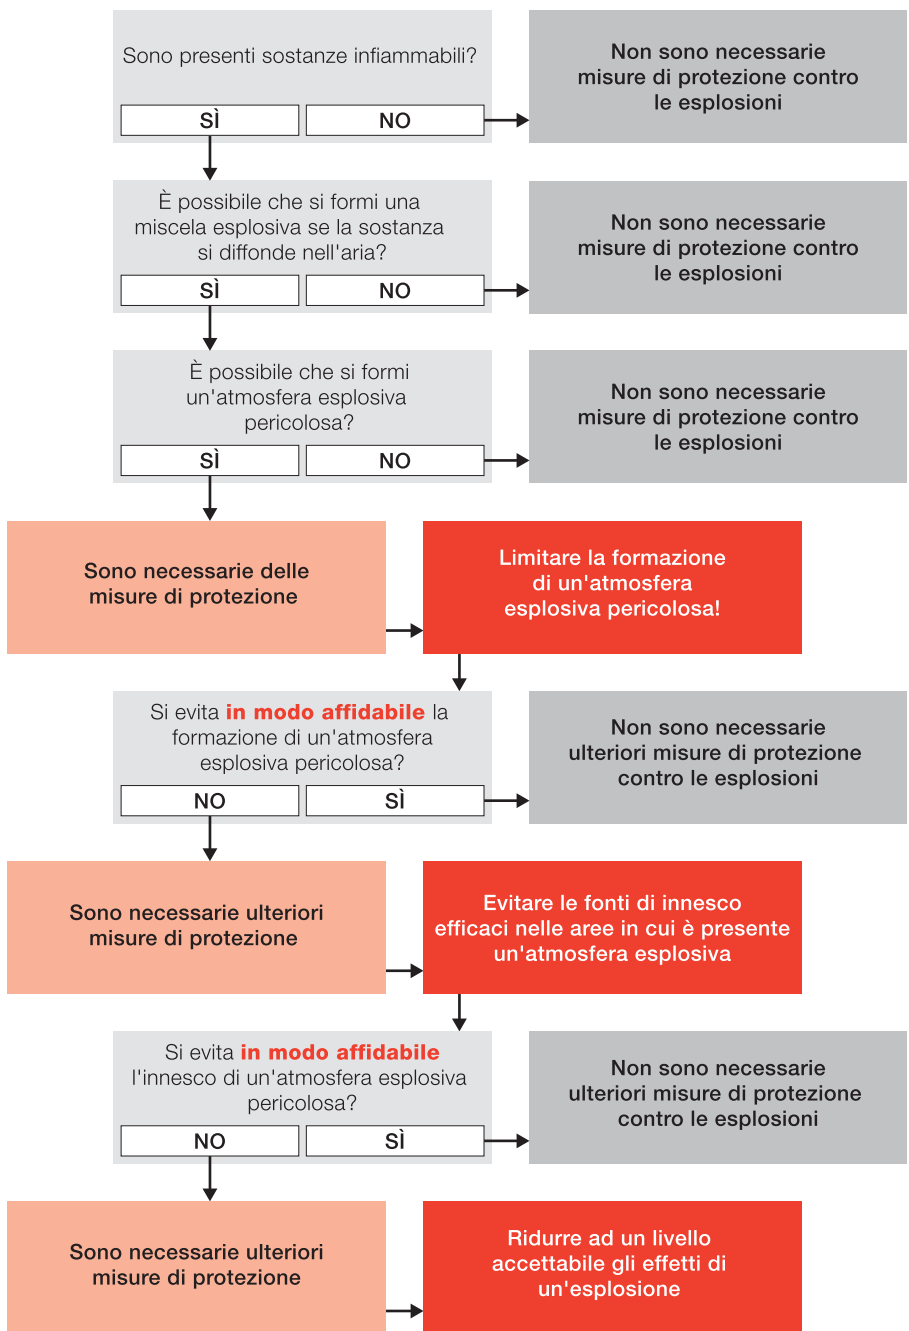 Sono presenti sostanze infiammabili?
SÌ
NO
Non sono necessarie
misure di protezione contro
le esplosioni
È possibile che si formi una
miscela esplosiva se la sostanza
si diffonde nell'aria?
SÌ
NO
Non sono necessarie
misure di protezione contro
le esplosioni
È possibile che si formi
un'atmosfera esplosiva
pericolosa?
SÌ
NO
Non sono necessarie
misure di protezione contro
le esplosioni
Sono necessarie delle
misure di protezione
Limitare la formazione
di un'atmosfera
esplosiva pericolosa!
Si evita in modo affidabile la
formazione di un'atmosfera
esplosiva pericolosa?
NO
SÌ
Non sono necessarie
ulteriori misure di protezione
contro le esplosioni
Sono necessarie ulteriori
misure di protezione
Evitare le fonti di innesco
efficaci nelle aree in cui è presente
un'atmosfera esplosiva
Si evita in modo affidabile
l'innesco di un'atmosfera esplosiva
pericolosa?
NO
SÌ
Non sono necessarie
ulteriori misure di protezione
contro le esplosioni
Sono necessarie ulteriori
misure di protezione
Ridurre ad un livello
accettabile gli effetti di
un'esplosione